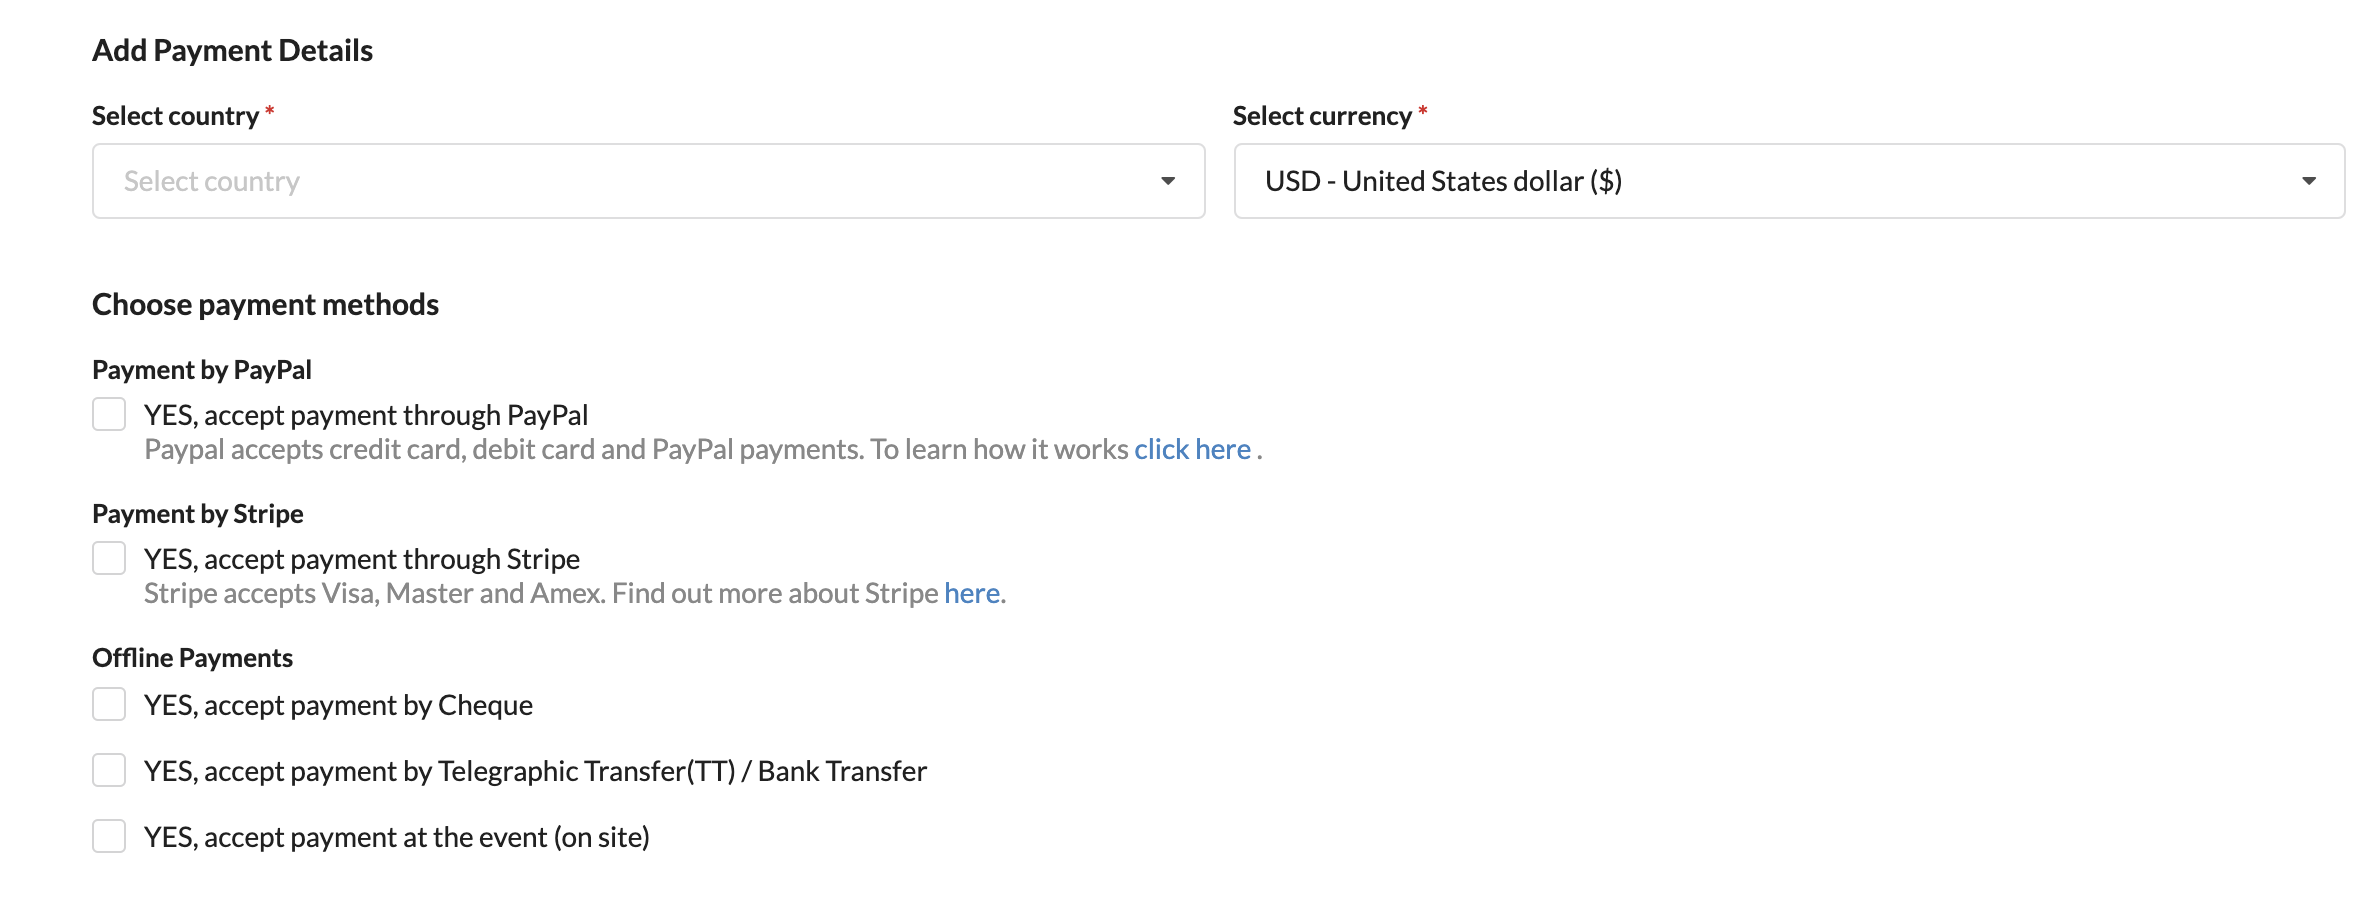 Add Payment Details
Select country *
Select currency *
Select country
USD - United States dollar ($)
Choose payment methods
Payment by PayPal
YES, accept payment through PayPal
Paypal accepts credit card, debit card and PayPal payments. To learn how it works click here .
Payment by Stripe
YES, accept payment through Stripe
Stripe accepts Visa, Master and Amex. Find out more about Stripe here.
Offline Payments
YES, accept payment by Cheque
YES, accept payment by Telegraphic Transfer(TT) / Bank Transfer
YES, accept payment at the event (on site)